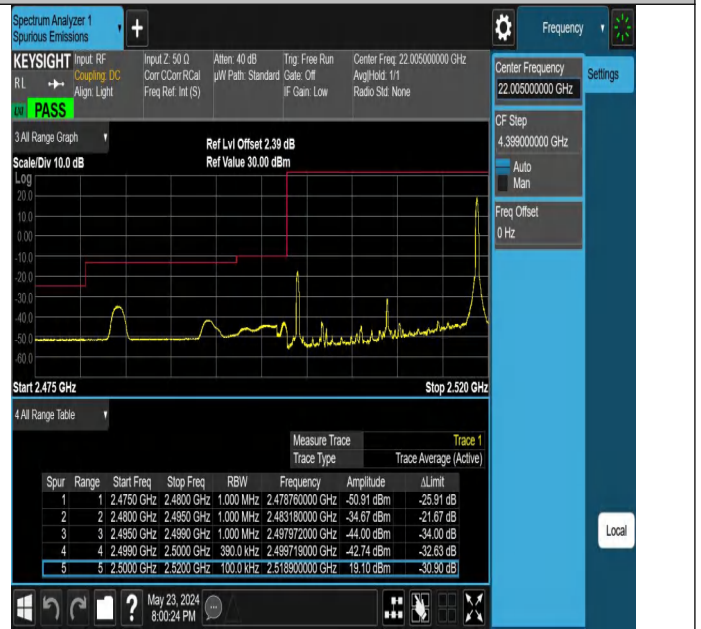 Spectrum Analyzer 1
Spurious Emissions
Frequency
KEYSIGHT Input: RF Input Z: 50 Ω Atten: 40 dB Trig: Free Run Center Freq: 22.005000000 GHz
RL Coupling: DC Corr CCorr RCal µW Path: Standard Gate: Off Avg|Hold: 1/1
Align: Light Freq Ref: Int (S) IF Gain: Low Radio Std: None
LNI PASS
Center Frequency
22.005000000 GHz
Settings
CF Step
4.399000000 GHz
Auto
Man
Freq Offset
0 Hz
3 All Range Graph
Ref Lvl Offset 2.39 dB
Scale/Div 10.0 dB Ref Value 30.00 dBm
Log
20.0
10.0
0.00
-10.0
-20.0
-30.0
-40.0
-50.0
-60.0
Start 2.475 GHz Stop 2.520 GHz
4 All Range Table
Measure Trace Trace 1
Trace Type Trace Average (Active)
Spur Range Start Freq Stop Freq RBW Frequency Amplitude ΔLimit
1 1 2.4750 GHz 2.4800 GHz 1.000 MHz 2.478760000 GHz -50.91 dBm -25.91 dB
2 2 2.4800 GHz 2.4950 GHz 1.000 MHz 2.483180000 GHz -34.67 dBm -21.67 dB
3 3 2.4950 GHz 2.4990 GHz 1.000 MHz 2.497972000 GHz -44.00 dBm -34.00 dB
4 4 2.4990 GHz 2.5000 GHz 390.0 kHz 2.499719000 GHz -42.74 dBm -32.63 dB
5 5 2.5000 GHz 2.5200 GHz 100.0 kHz 2.518900000 GHz 19.10 dBm -30.90 dB
Local
May 23, 2024
8:00:24 PM